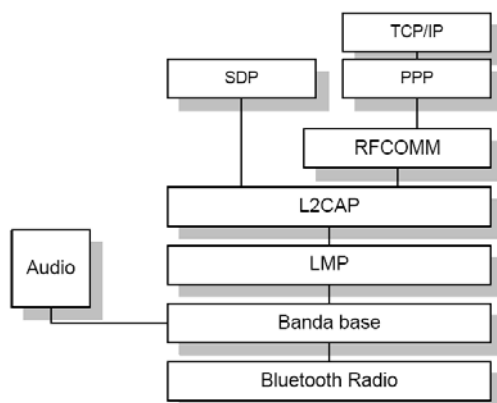 TCP/IP
SDP
PPP
RFCOMM
L2CAP
Audio
LMP
Banda base
Bluetooth Radio